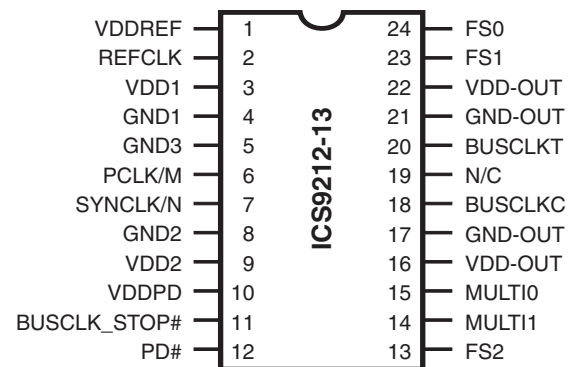 VDDREF 1 24 FS0
REFCLK 2 23 FS1
VDD1 3 22 VDD-OUT
GND1 4 21 GND-OUT
GND3 5 20 BUSCLKT
PCLK/M 6 19 N/C
SYNCLK/N 7 18 BUSCLKC
GND2 8 17 GND-OUT
VDD2 9 16 VDD-OUT
VDDPD 10 15 MULTI0
BUSCLK_STOP# 11 14 MULTI1
PD# 12 13 FS2
ICS9212-13